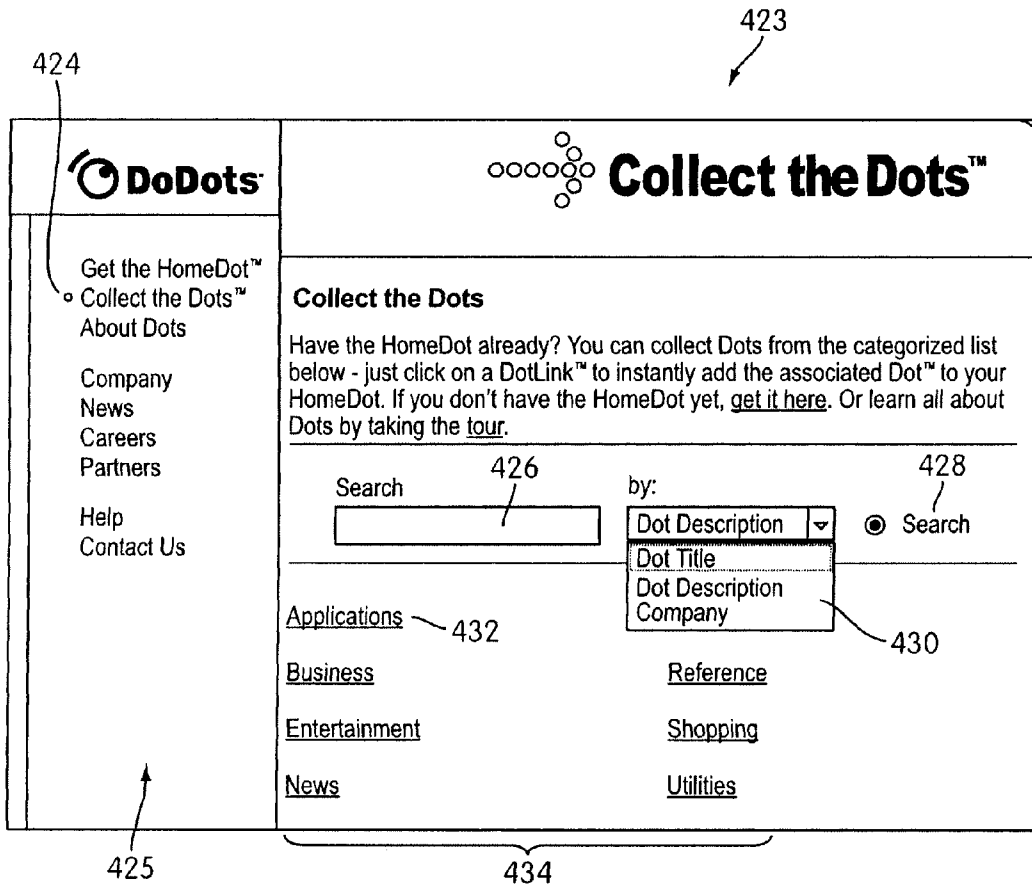 423
424
DoDots
Collect the Dots™
Get the HomeDot™
Collect the Dots™
About Dots
Company
News
Careers
Partners
Help
Contact Us
Collect the Dots
Have the HomeDot already? You can collect Dots from the categorized list
below - just click on a DotLink™ to instantly add the associated Dot™ to your
HomeDot. If you don't have the HomeDot yet, get it here. Or learn all about
Dots by taking the tour.
Search
426
by:
428
Dot Description
Search
Dot Title
Dot Description
Company
430
Applications
432
Business
Reference
Entertainment
Shopping
News
Utilities
425
434